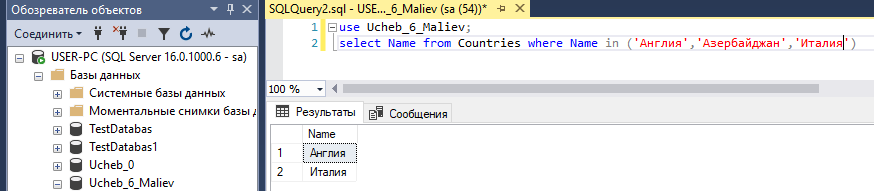 Обозреватель объектов
Соединить
USER-PC (SQL Server 16.0.1000.6 - sa)
Базы данных
Системные базы данных
Моментальные снимки базы д
TestDatabas
TestDatabas1
Ucheb_0
Ucheb_6_Maliev
SQLQuery2.sql - USE..._6_Maliev (sa (54))*
1 use Ucheb_6_Maliev;
2 select Name from Countries where Name in ('Англия','Азербайджан','Италия')
100 %
Результаты Сообщения
Name
1 Англия
2 Италия